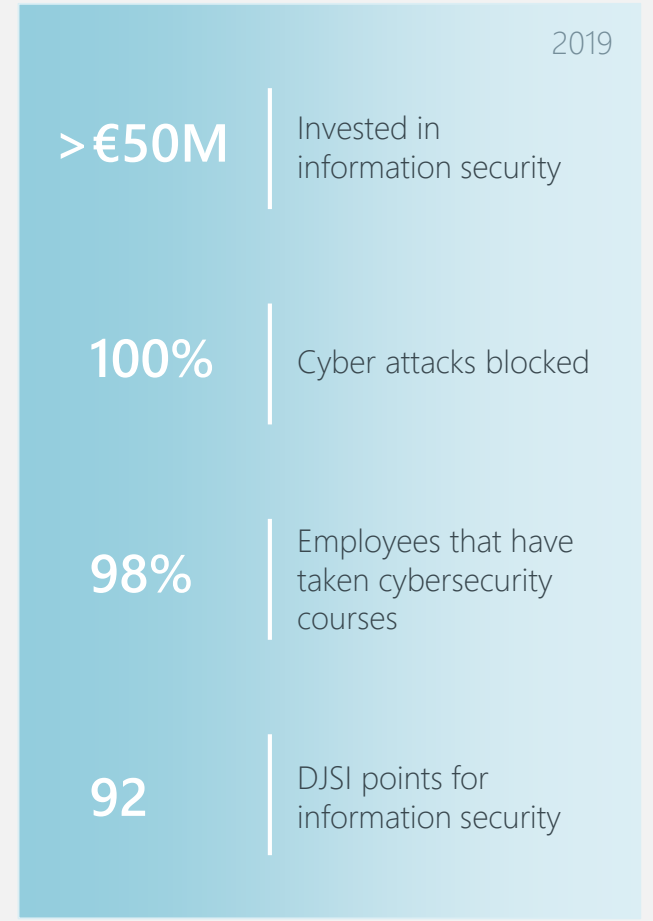 2019
>€50M
Invested in
information security
100%
Cyber attacks blocked
98%
Employees that have
taken cybersecurity
courses
92
DJSI points for
information security